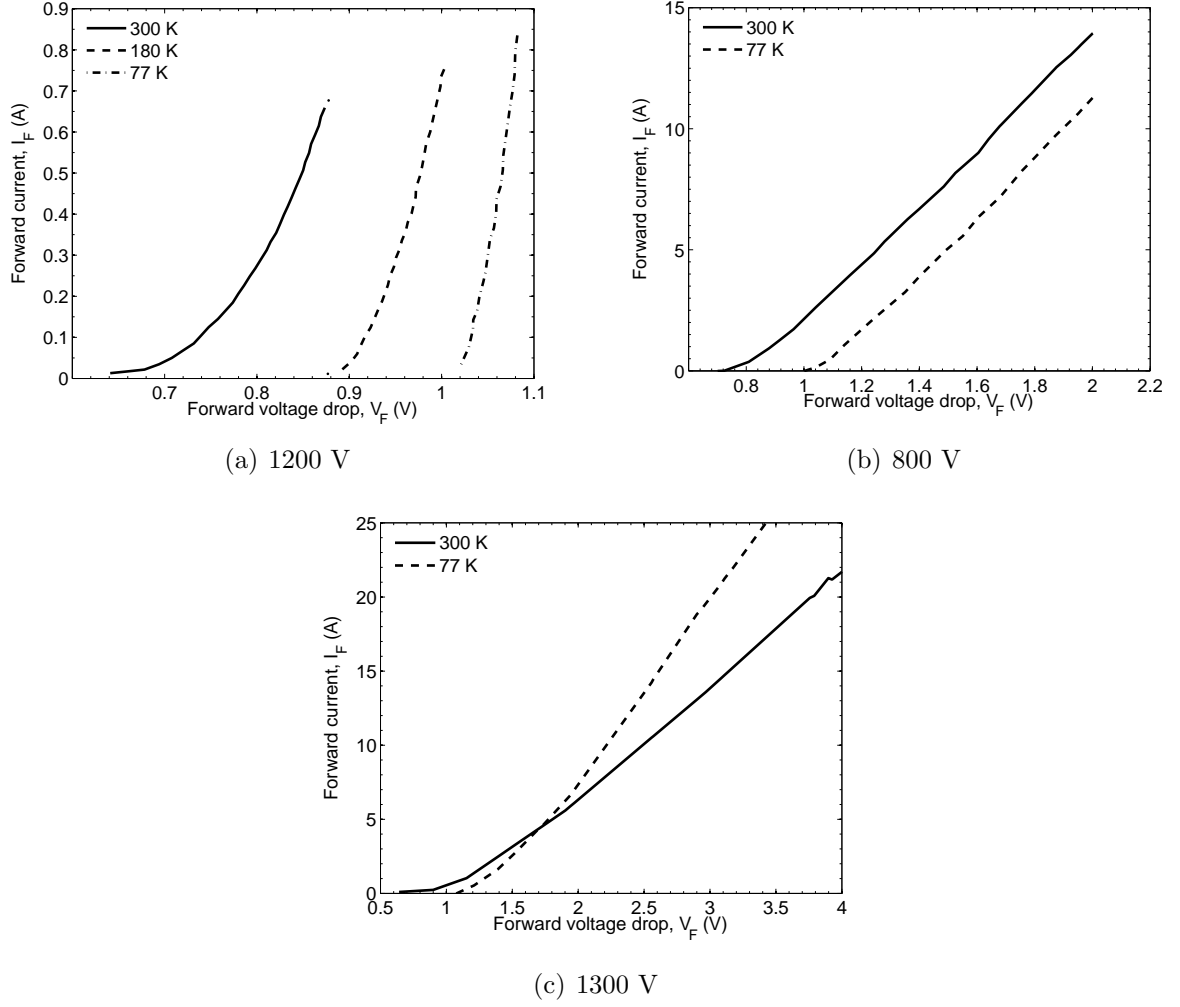 0.9
0.8
0.7
0.6
0.5
0.4
0.3
0.2
0.1
0
Forward current, I_F (A)
300 K
180 K
77 K
0.7 0.8 0.9 1 1.1
Forward voltage drop, V_F (V)
(a) 1200 V
15
10
5
0
Forward current, I_F (A)
300 K
77 K
0.8 1 1.2 1.4 1.6 1.8 2 2.2
Forward voltage drop, V_F (V)
(b) 800 V
25
20
15
10
5
0
Forward current, I_F (A)
300 K
77 K
0.5 1 1.5 2 2.5 3 3.5 4
Forward voltage drop, V_F (V)
(c) 1300 V